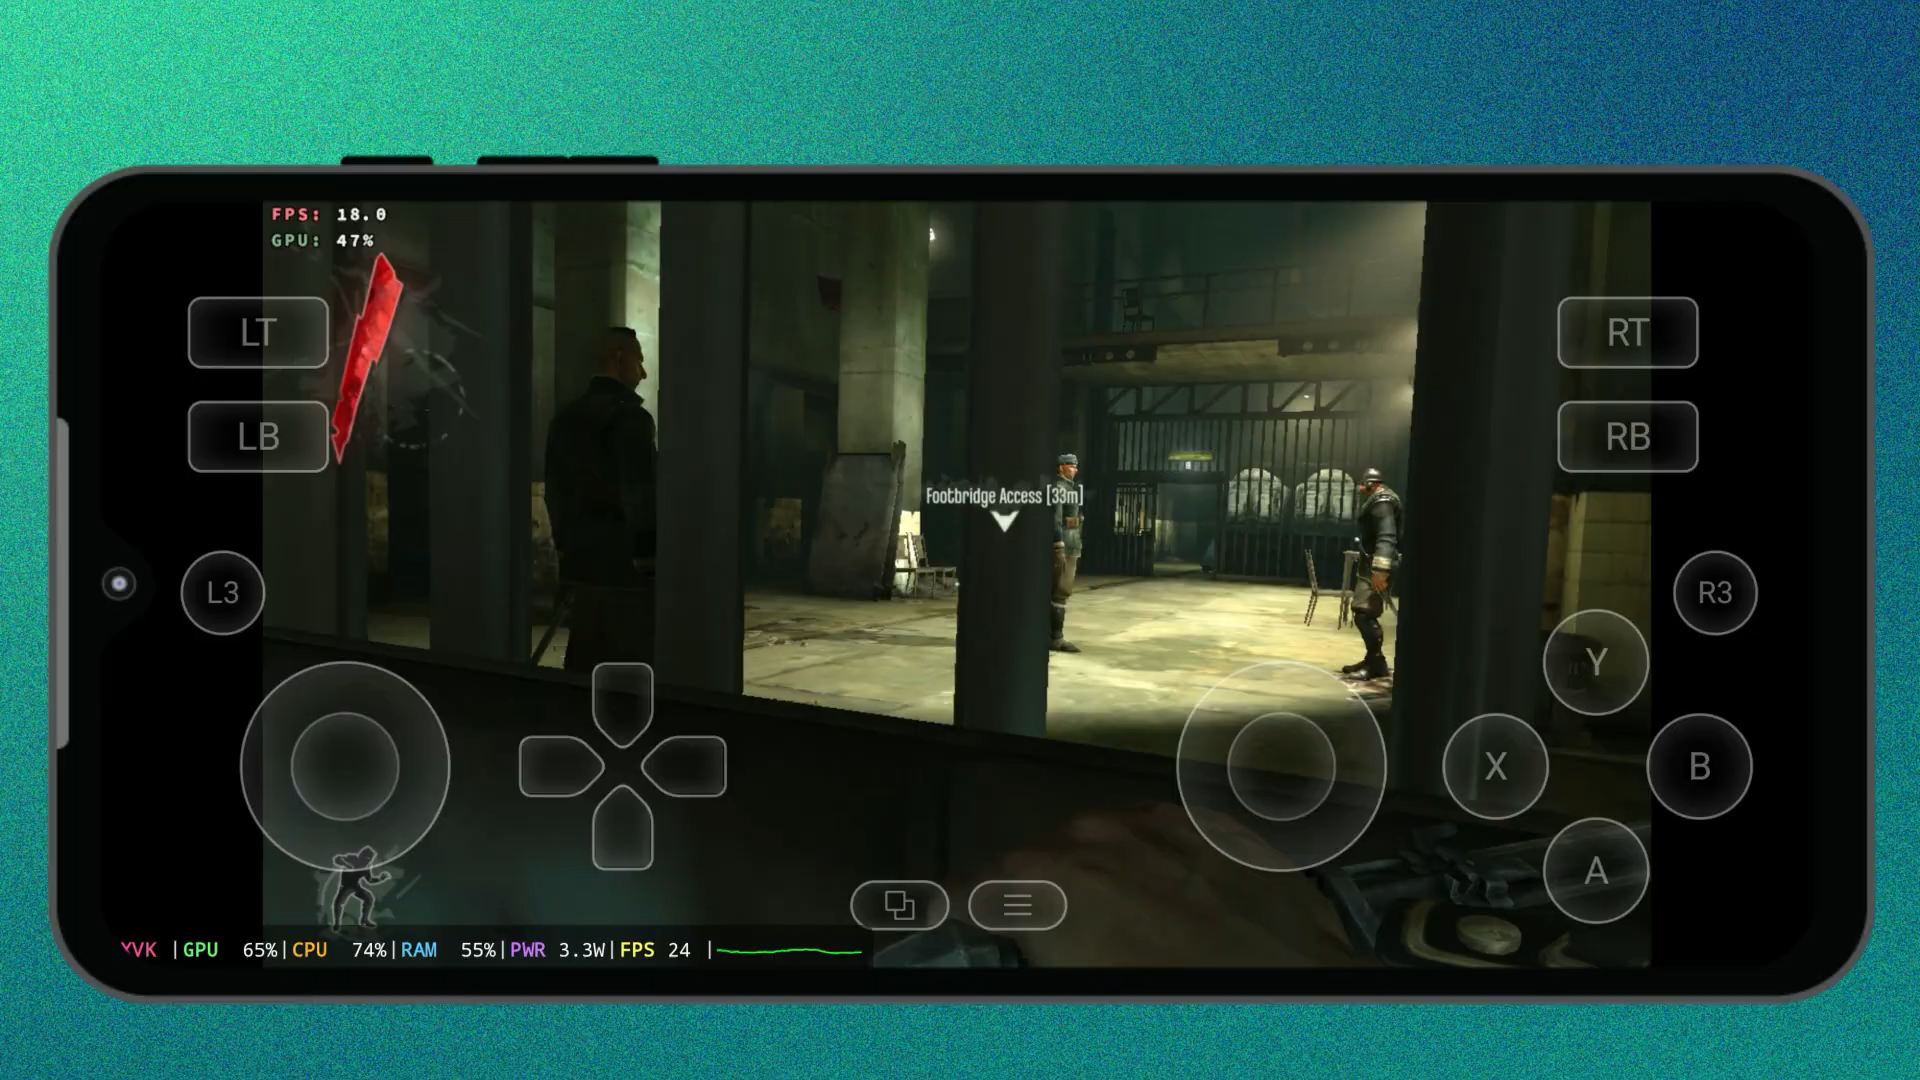 FPS: 18.0
GPU: 47%
LT
RT
LB
RB
Footbridge Access [33m]
L3
R3
Y
X
B
A
VK |GPU 65%|CPU 74%|RAM 55%|PWR 3.3W|FPS 24 |